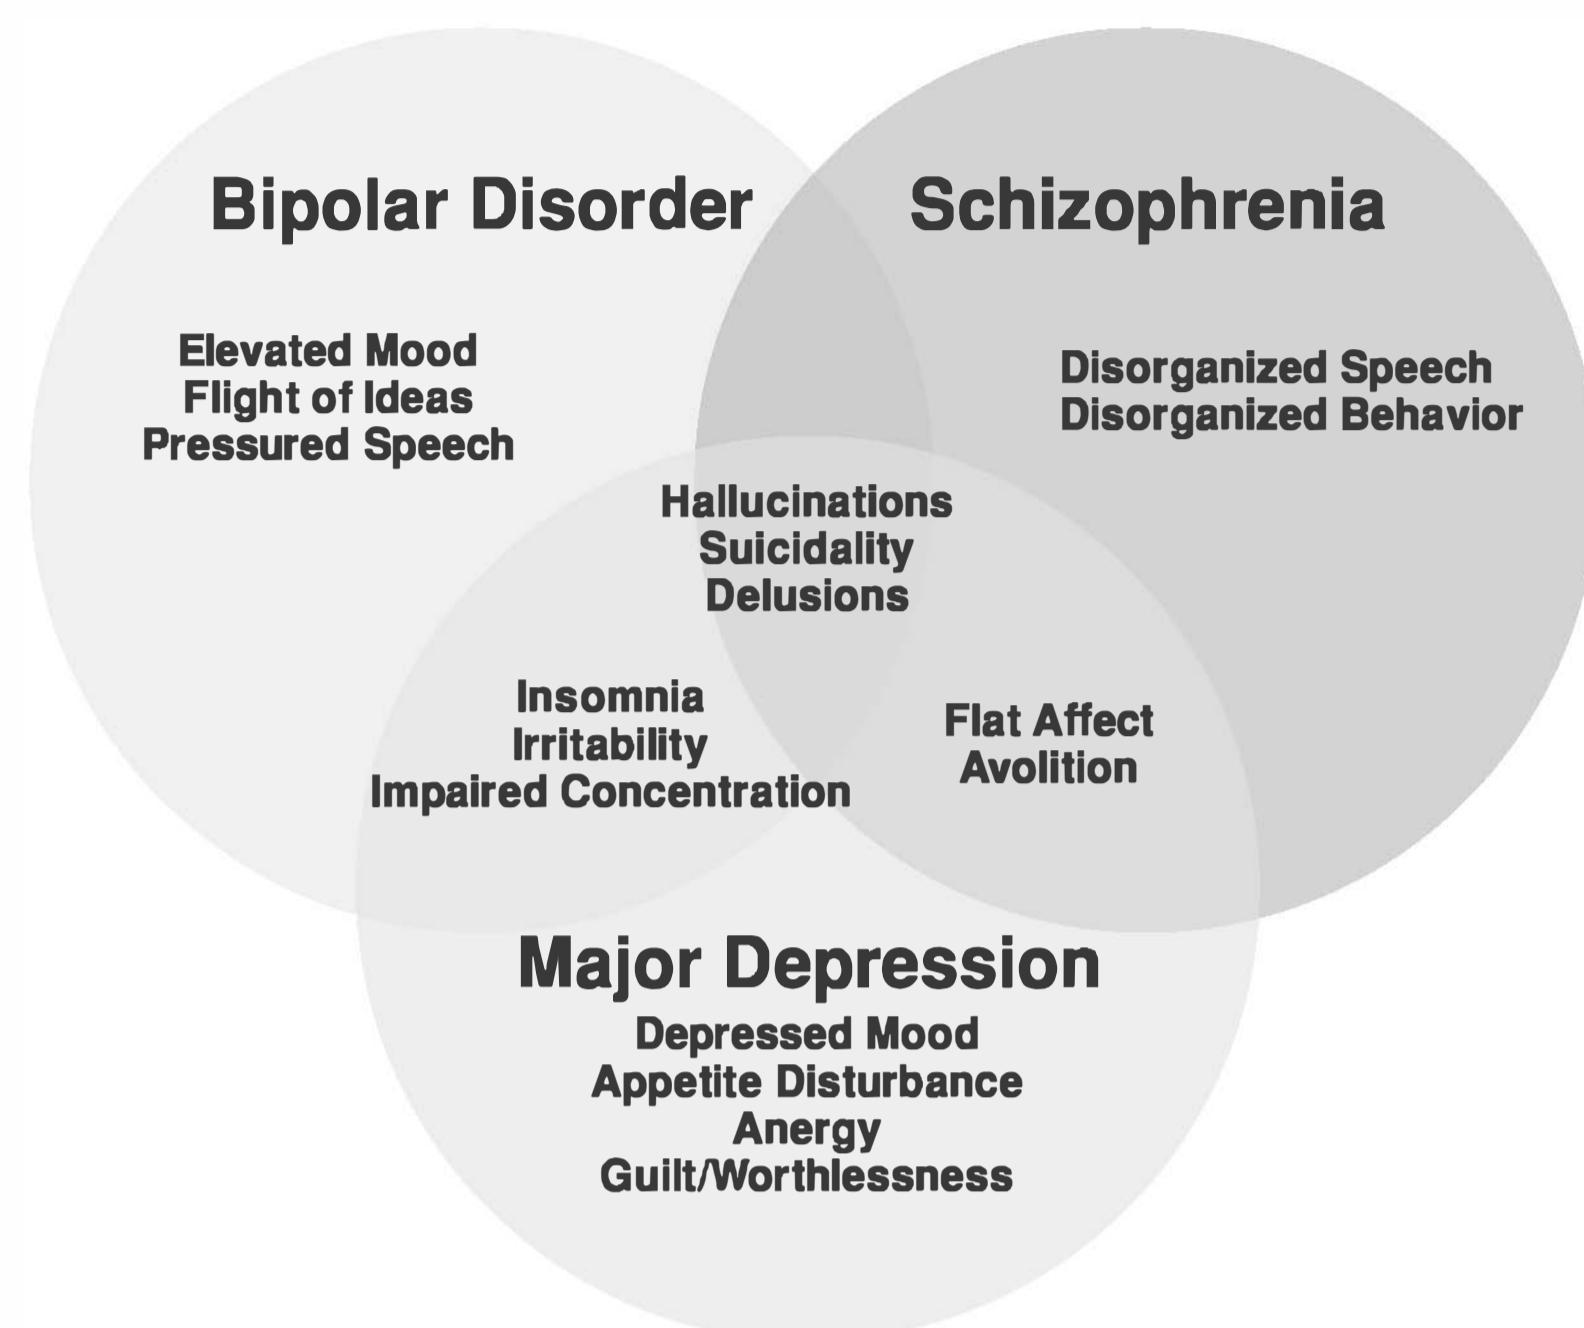 Bipolar Disorder
Schizophrenia
Elevated Mood
Flight of Ideas
Pressured Speech
Disorganized Speech
Disorganized Behavior
Hallucinations
Suicidality
Delusions
Insomnia
Irritability
Impaired Concentration
Flat Affect
Avolition
Major Depression
Depressed Mood
Appetite Disturbance
Anergy
Guilt/Worthlessness